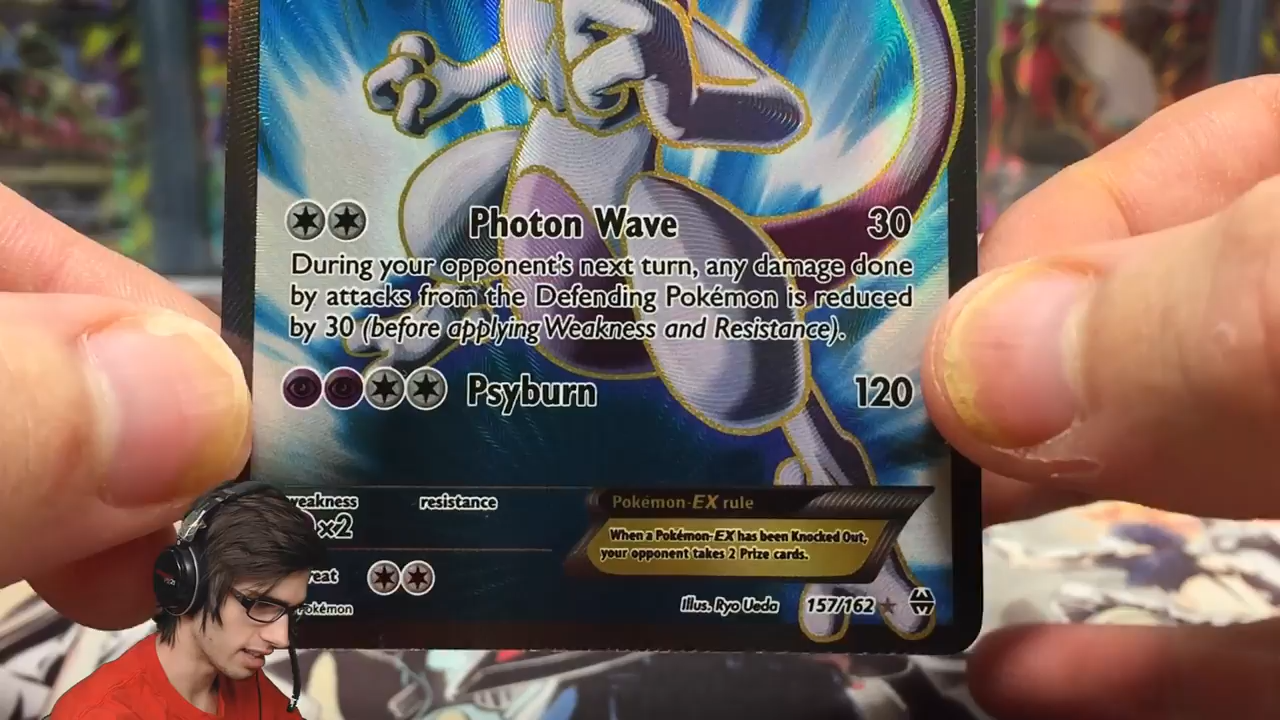 Photon Wave 30
During your opponent's next turn, any damage done
by attacks from the Defending Pokémon is reduced
by 30 (before applying Weakness and Resistance).
Psyburn 120
weakness resistance
x2
Pokémon-EX rule
When a Pokémon-EX has been Knocked Out,
your opponent takes 2 Prize cards.
Pokémon
Illus. Ryo Ueda 157/162